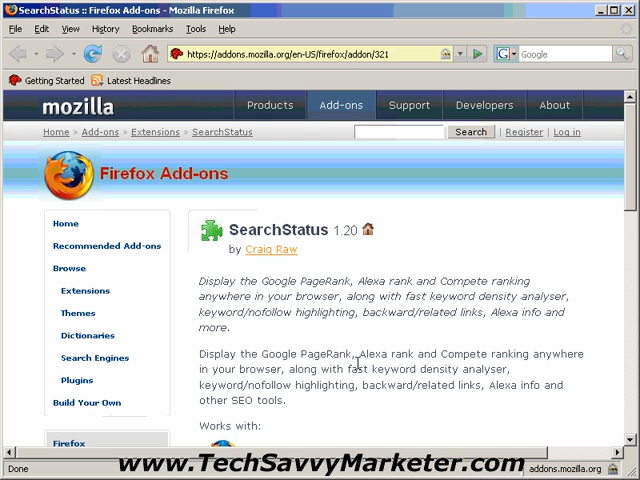 SearchStatus :: Firefox Add-ons - Mozilla Firefox
File Edit View History Bookmarks Tools Help
https://addons.mozilla.org/en-US/firefox/addon/321
G Google
Getting Started Latest Headlines
mozilla Products Add-ons Support Developers About
Home » Add-ons » Extensions » SearchStatus Search | Register | Log in
Firefox Add-ons
Home
Recommended Add-ons
Browse
Extensions
Themes
Dictionaries
Search Engines
Plugins
Build Your Own
Firefox
SearchStatus 1.20
by Craig Raw
Display the Google PageRank, Alexa rank and Compete ranking
anywhere in your browser, along with fast keyword density analyser,
keyword/nofollow highlighting, backward/related links, Alexa info and
more.
Display the Google PageRank, Alexa rank and Compete ranking anywhere
in your browser, along with fast keyword density analyser,
keyword/nofollow highlighting, backward/related links, Alexa info and
other SEO tools.
Works with:
Done addons.mozilla.org
www.TechSavvyMarketer.com